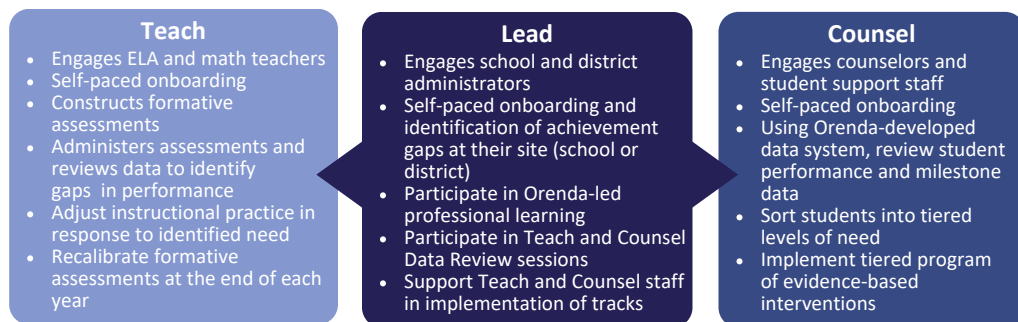 Teach
• Engages ELA and math teachers
• Self-paced onboarding
• Constructs formative
assessments
• Administers assessments and
reviews data to identify
gaps in performance
• Adjust instructional practice in
response to identified need
• Recalibrate formative
assessments at the end of each
year
Lead
• Engages school and district
administrators
• Self-paced onboarding and
identification of achievement
gaps at their site (school or
district)
• Participate in Orenda-led
professional learning
• Participate in Teach and Counsel
Data Review sessions
• Support Teach and Counsel staff
in implementation of tracks
Counsel
• Engages counselors and
student support staff
• Self-paced onboarding
• Using Orenda-developed
data system, review student
performance and milestone
data
• Sort students into tiered
levels of need
• Implement tiered program
of evidence-based
interventions